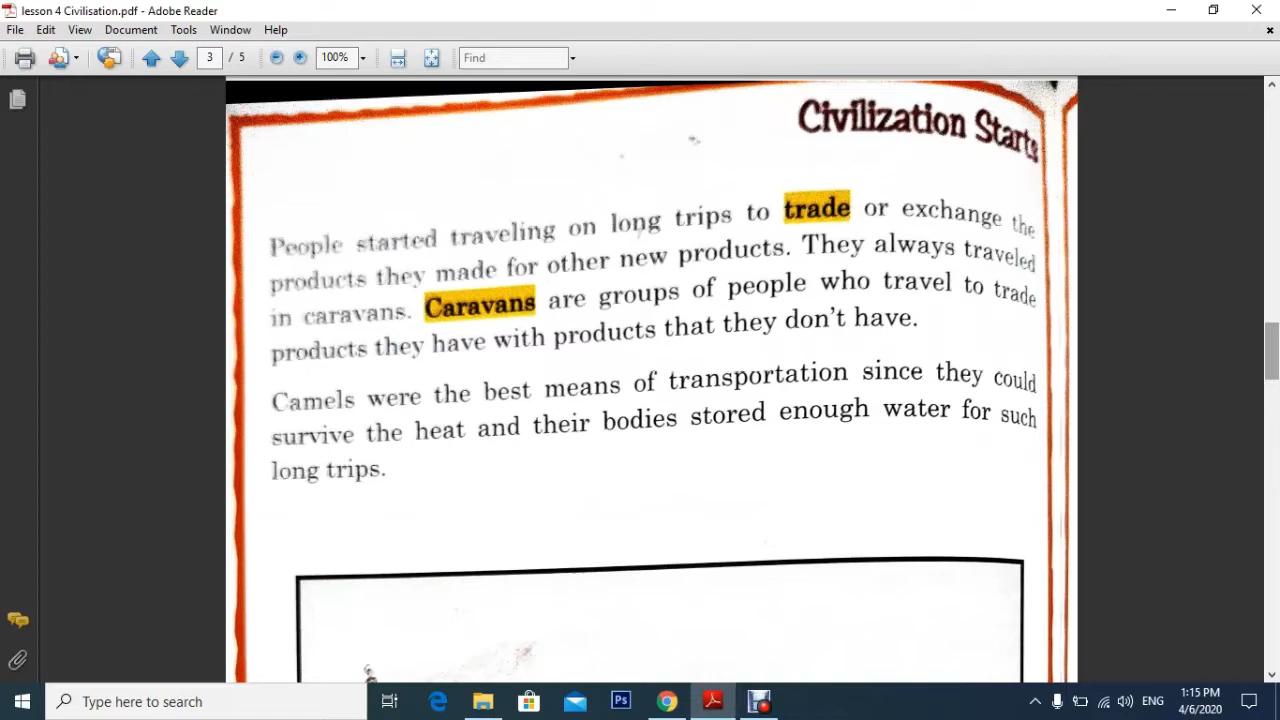 lesson 4 Civilisation.pdf - Adobe Reader
File Edit View Document Tools Window Help
3 / 5 100% Find
Civilization Starts
People started traveling on long trips to trade or exchange the
products they made for other new products. They always traveled
in caravans. Caravans are groups of people who travel to trade
products they have with products that they don't have.
Camels were the best means of transportation since they could
survive the heat and their bodies stored enough water for such
long trips.
Type here to search
Ps
ENG
1:15 PM
4/6/2020